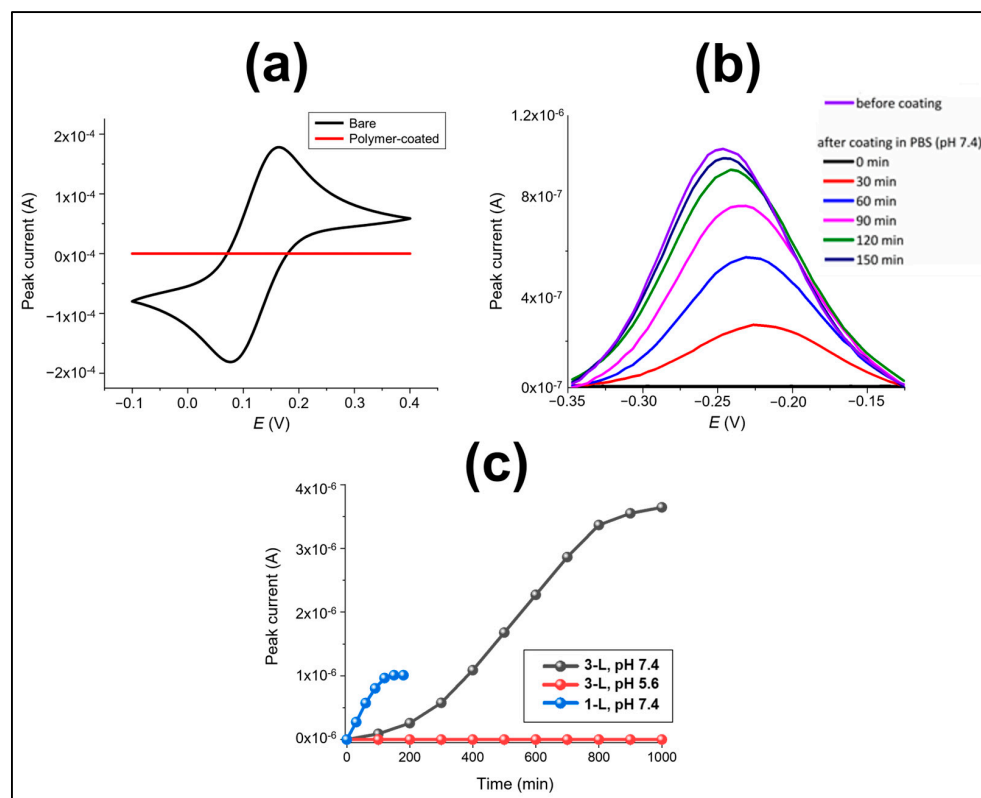 (a)
2x10⁻⁴
1x10⁻⁴
0x10⁻⁴
−1x10⁻⁴
−2x10⁻⁴
Peak current (A)
Bare
Polymer-coated
−0.1 0.0 0.1 0.2 0.3 0.4
E (V)
(b)
1.2x10⁻⁶
8x10⁻⁷
4x10⁻⁷
0x10⁻⁷
Peak current (A)
before coating
after coating in PBS (pH 7.4)
0 min
30 min
60 min
90 min
120 min
150 min
−0.35 −0.30 −0.25 −0.20 −0.15
E (V)
(c)
4x10⁻⁶
3x10⁻⁶
2x10⁻⁶
1x10⁻⁶
0x10⁻⁶
Peak current (A)
3-L, pH 7.4
3-L, pH 5.6
1-L, pH 7.4
0 200 400 600 800 1000
Time (min)